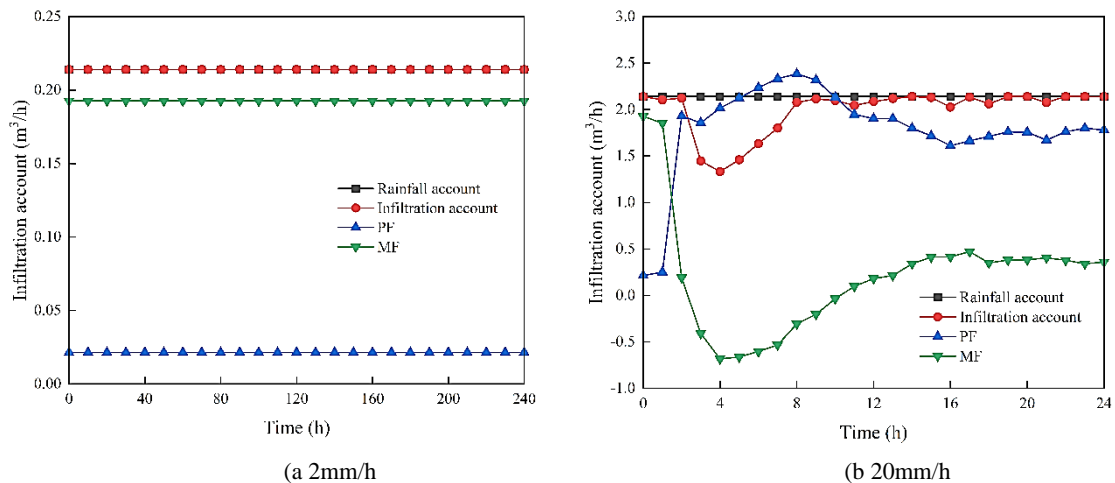 0.25
0.20
0.15
0.10
0.05
0.00
Infiltration account (m³/h)
Rainfall account
Infiltration account
PF
MF
0 40 80 120 160 200 240
Time (h)
(a 2mm/h
3.0
2.5
2.0
1.5
1.0
0.5
0.0
-0.5
-1.0
Infiltration account (m³/h)
Rainfall account
Infiltration account
PF
MF
0 4 8 12 16 20 24
Time (h)
(b 20mm/h